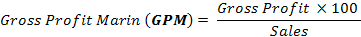 Gross Profit Marin (GPM) = Gross Profit × 100 / Sales